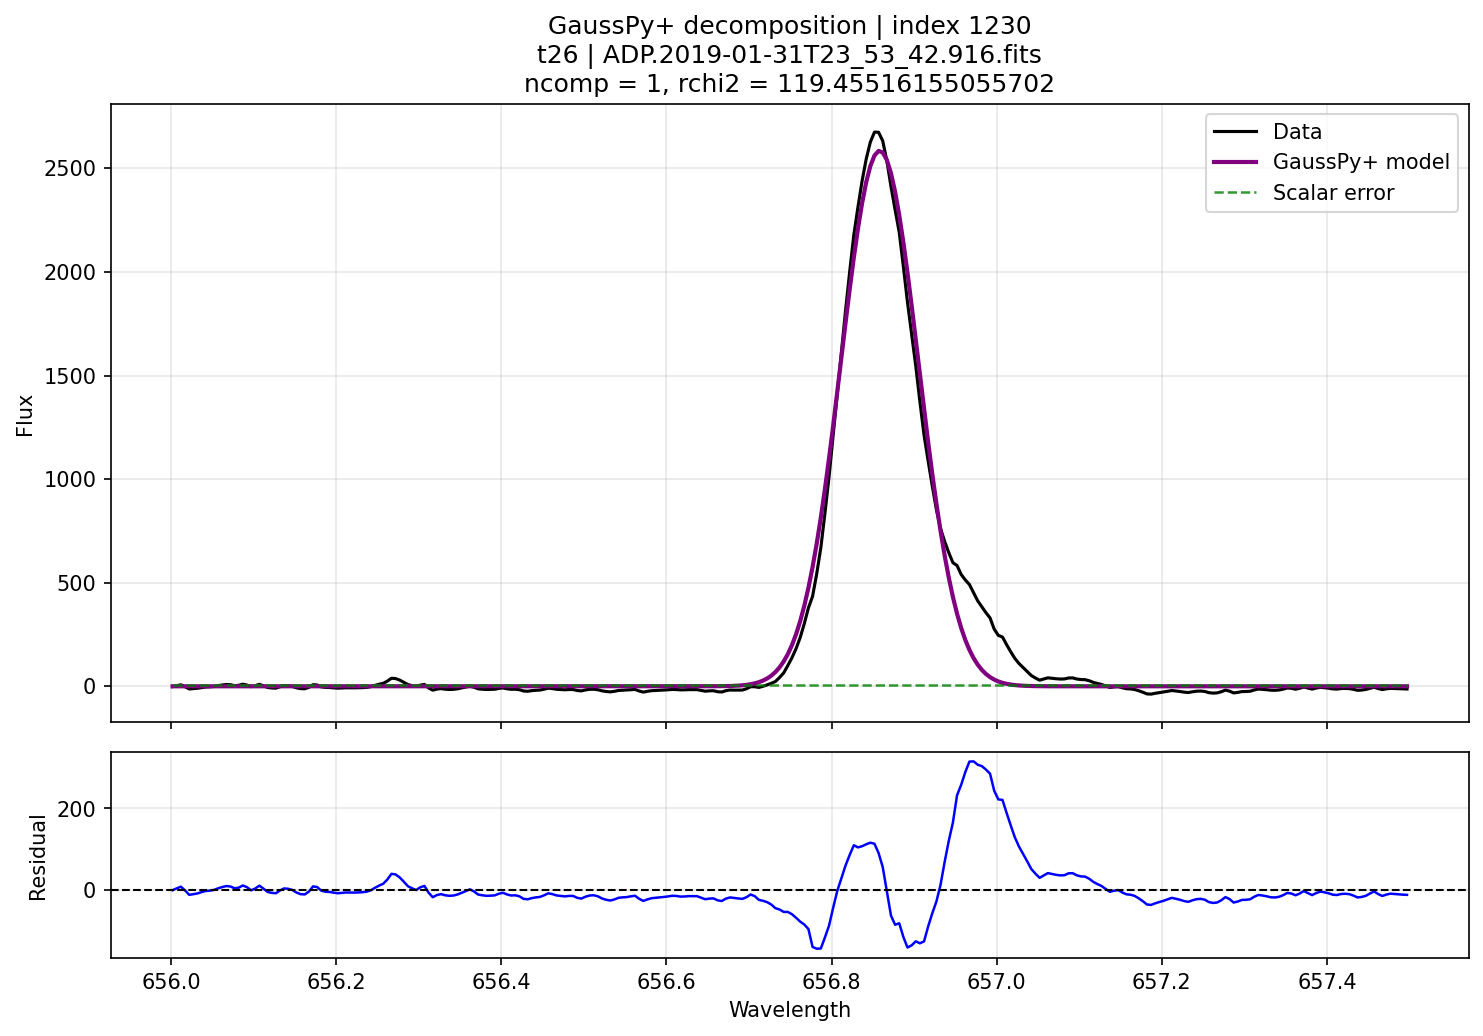 GaussPy+ decomposition | index 1230
t26 | ADP.2019-01-31T23_53_42.916.fits
ncomp = 1, rchi2 = 119.45516155055702
Data
GaussPy+ model
Scalar error
Flux
2500
2000
1500
1000
500
0
Residual
200
0
656.0
656.2
656.4
656.6
656.8
657.0
657.2
657.4
Wavelength